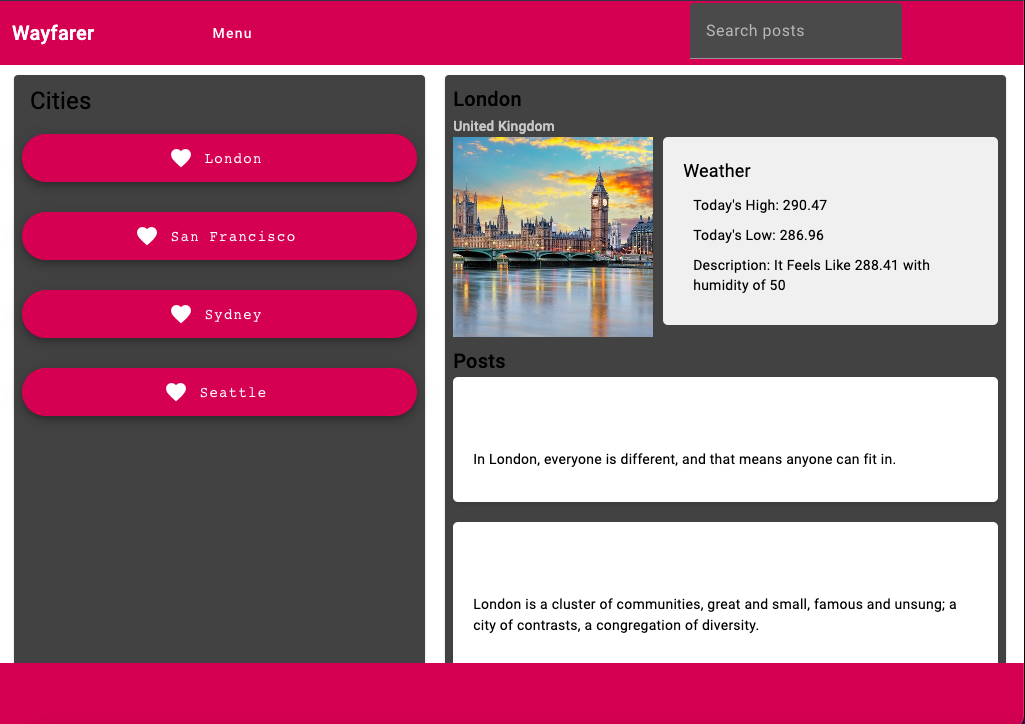 Wayfarer
Menu
Search posts
Cities
London
San Francisco
Sydney
Seattle
London
United Kingdom
Weather
Today's High: 290.47
Today's Low: 286.96
Description: It Feels Like 288.41 with
humidity of 50
Posts
In London, everyone is different, and that means anyone can fit in.
London is a cluster of communities, great and small, famous and unsung; a
city of contrasts, a congregation of diversity.